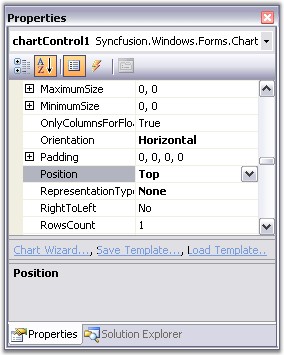 Properties
chartControl1 Syncfusion.Windows.Forms.Chart
MaximumSize 0, 0
MinimumSize 0, 0
OnlyColumnsForFlo True
Orientation Horizontal
Padding 0, 0, 0, 0
Position Top
RepresentationType None
RightToLeft No
RowsCount 1
Chart Wizard..., Save Template..., Load Template..
Position
Properties Solution Explorer